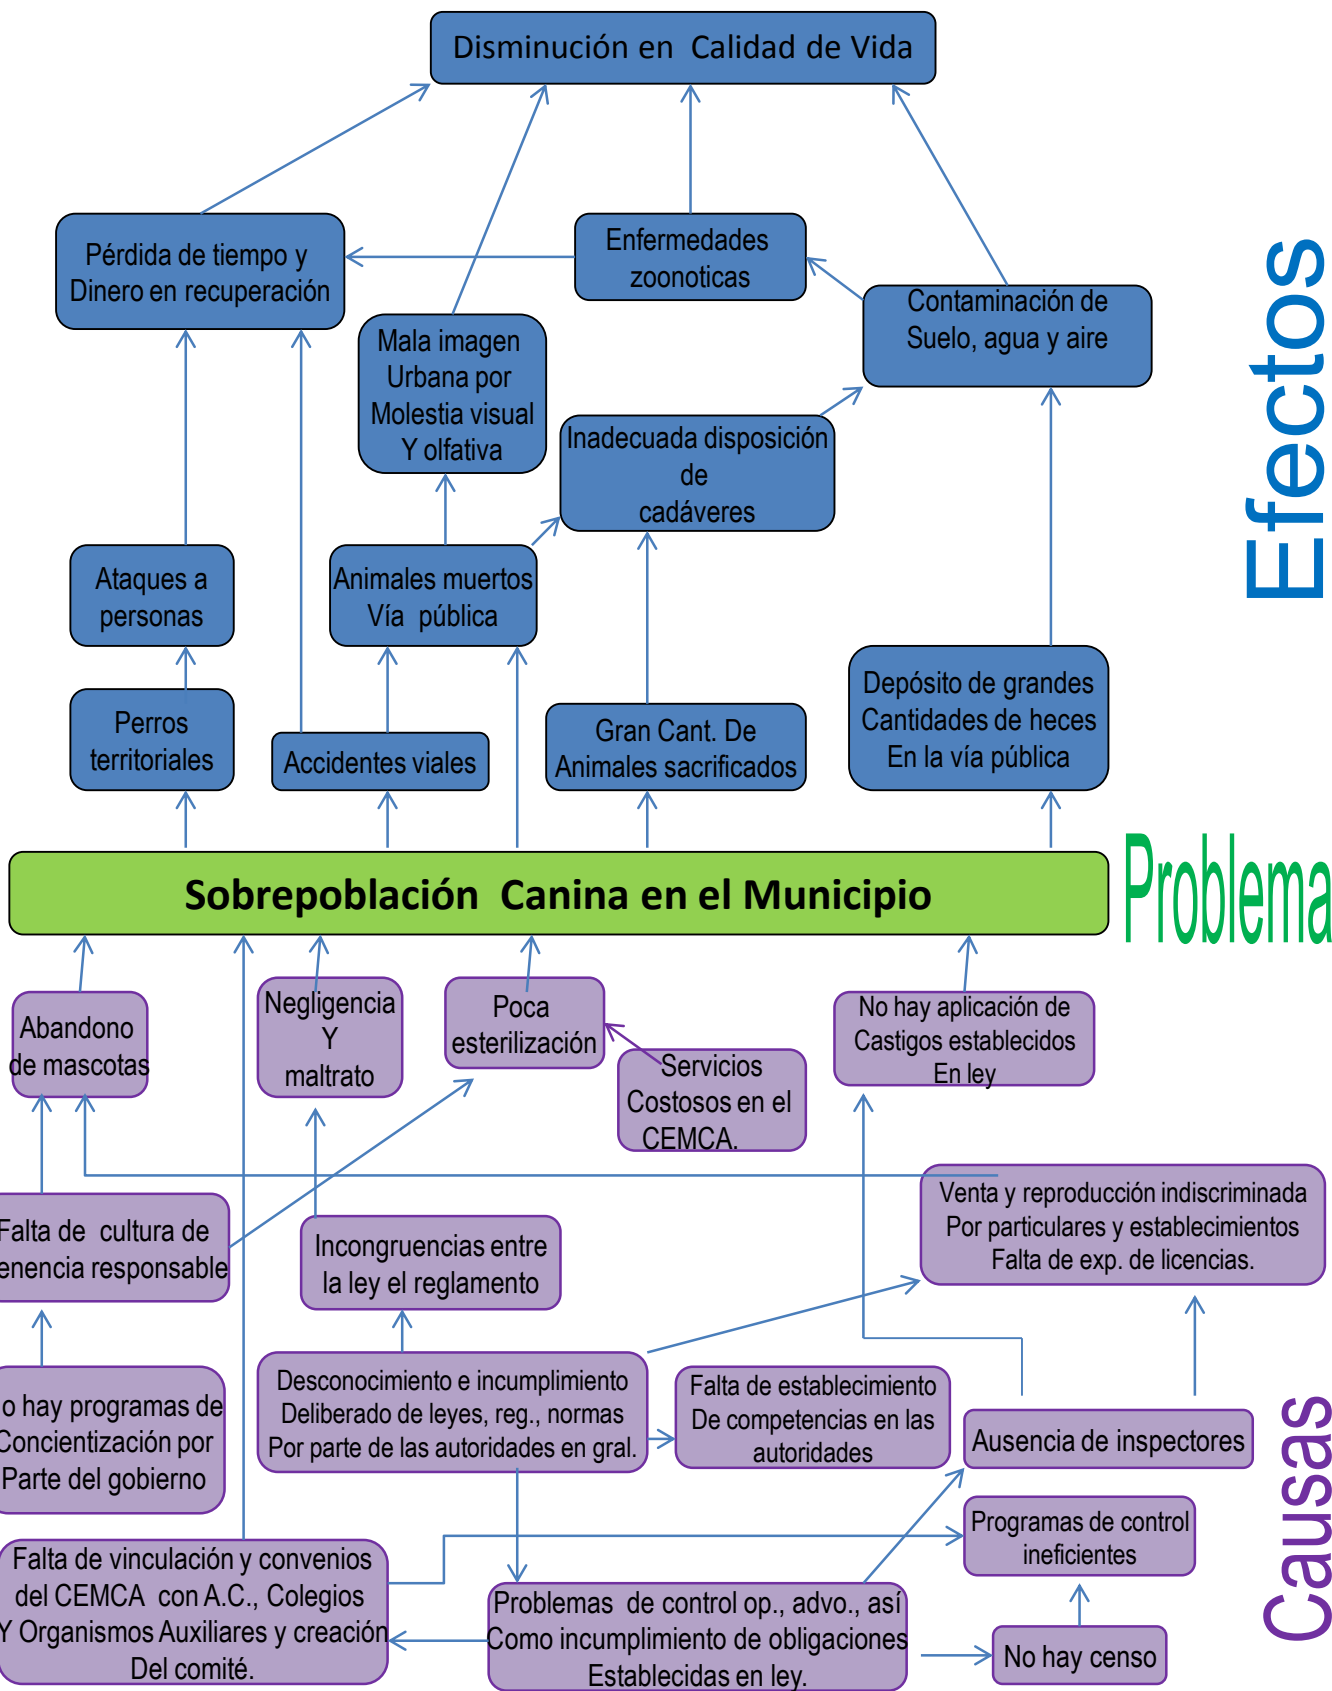 Disminución en Calidad de Vida
Pérdida de tiempo y
Dinero en recuperación
Enfermedades
zoonoticas
Contaminación de
Suelo, agua y aire
Mala imagen
Urbana por
Molestia visual
Y olfativa
Inadecuada disposición
de
cadáveres
Efectos
Ataques a
personas
Animales muertos
Vía pública
Perros
territoriales
Accidentes viales
Gran Cant. De
Animales sacrificados
Depósito de grandes
Cantidades de heces
En la vía pública
Sobrepoblación Canina en el Municipio
Problema
Abandono
de mascotas
Negligencia
Y
maltrato
Poca
esterilización
Servicios
Costosos en el
CEMCA.
No hay aplicación de
Castigos establecidos
En ley
Falta de cultura de
enencia responsable
Incongruencias entre
la ley el reglamento
Venta y reproducción indiscriminada
Por particulares y establecimientos
Falta de exp. de licencias.
o hay programas de
Concientización por
Parte del gobierno
Desconocimiento e incumplimiento
Deliberado de leyes, reg., normas
Por parte de las autoridades en gral.
Falta de establecimiento
De competencias en las
autoridades
Ausencia de inspectores
Programas de control
ineficientes
Falta de vinculación y convenios
del CEMCA con A.C., Colegios
Y Organismos Auxiliares y creación
Del comité.
Problemas de control op., advo., así
Como incumplimiento de obligaciones
Establecidas en ley.
No hay censo
Causas